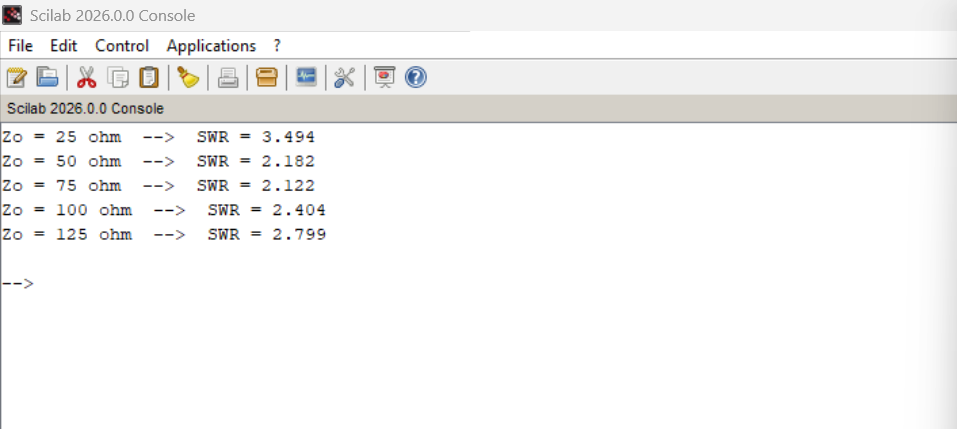 Scilab 2026.0.0 Console
File Edit Control Applications ?
Scilab 2026.0.0 Console
Zo = 25 ohm --> SWR = 3.494
Zo = 50 ohm --> SWR = 2.182
Zo = 75 ohm --> SWR = 2.122
Zo = 100 ohm --> SWR = 2.404
Zo = 125 ohm --> SWR = 2.799
-->